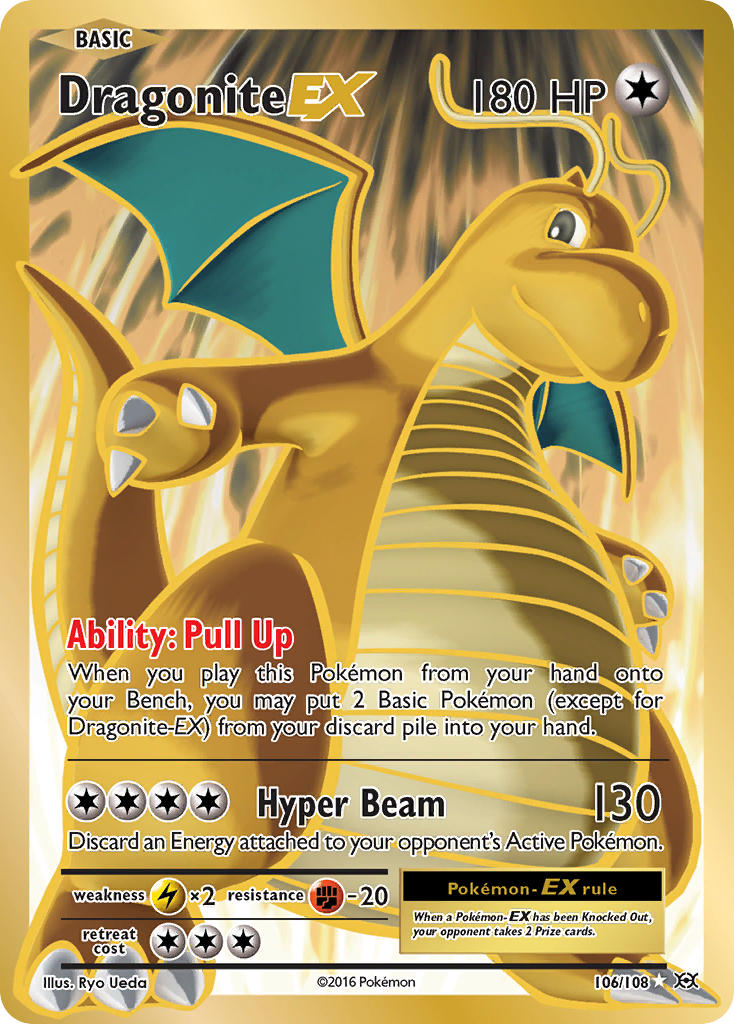 BASIC
DragoniteEX 180 HP
Ability: Pull Up
When you play this Pokémon from your hand onto
your Bench, you may put 2 Basic Pokémon (except for
Dragonite-EX) from your discard pile into your hand.
Hyper Beam 130
Discard an Energy attached to your opponent's Active Pokémon.
weakness ×2 resistance -20
retreat
cost
Pokémon-EX rule
When a Pokémon-EX has been Knocked Out,
your opponent takes 2 Prize cards.
Illus. Ryo Ueda ©2016 Pokémon 106/108